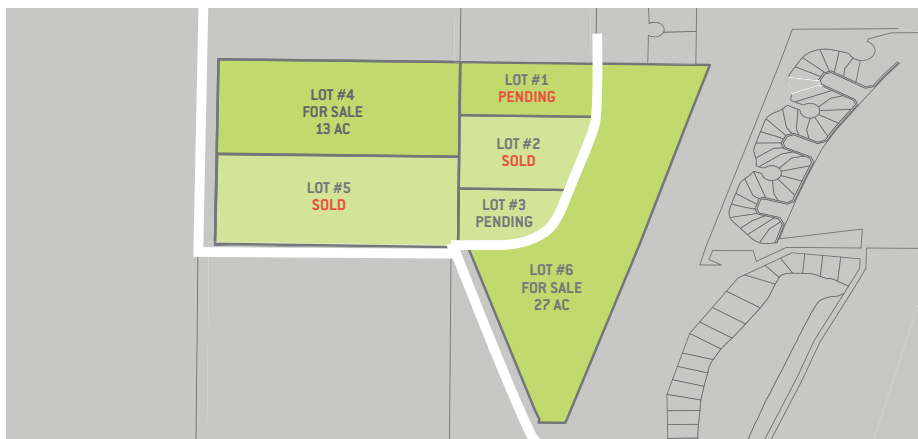 LOT #4
FOR SALE
13 AC
LOT #1
PENDING
LOT #2
SOLD
LOT #5
SOLD
LOT #3
PENDING
LOT #6
FOR SALE
27 AC